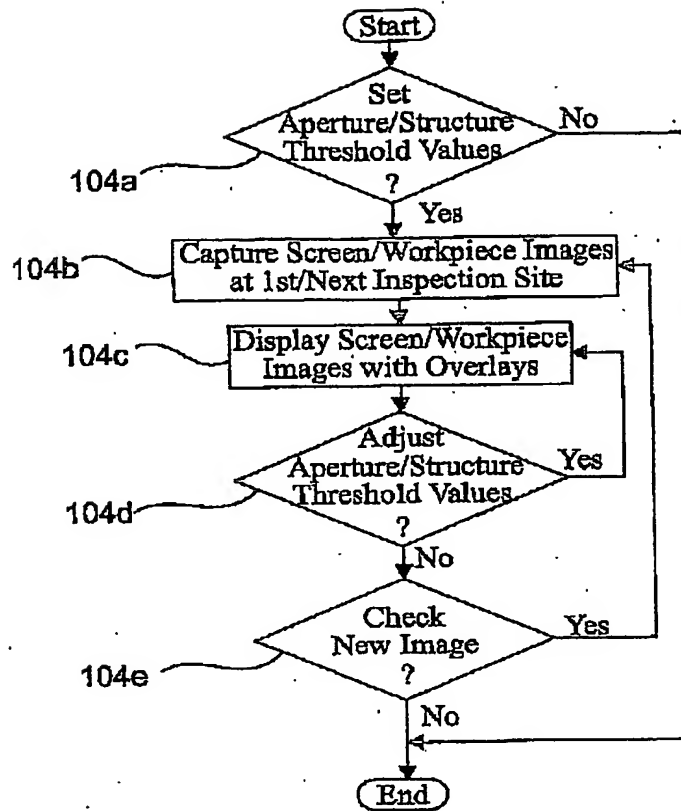 Start
Set
Aperture/Structure
Threshold Values
?
No
104a
Yes
Capture Screen/Workpiece Images
at 1st/Next Inspection Site
104b
Display Screen/Workpiece
Images with Overlays
104c
Adjust
Aperture/Structure
Threshold Values
?
Yes
104d
No
Check
New Image
?
Yes
104e
No
End